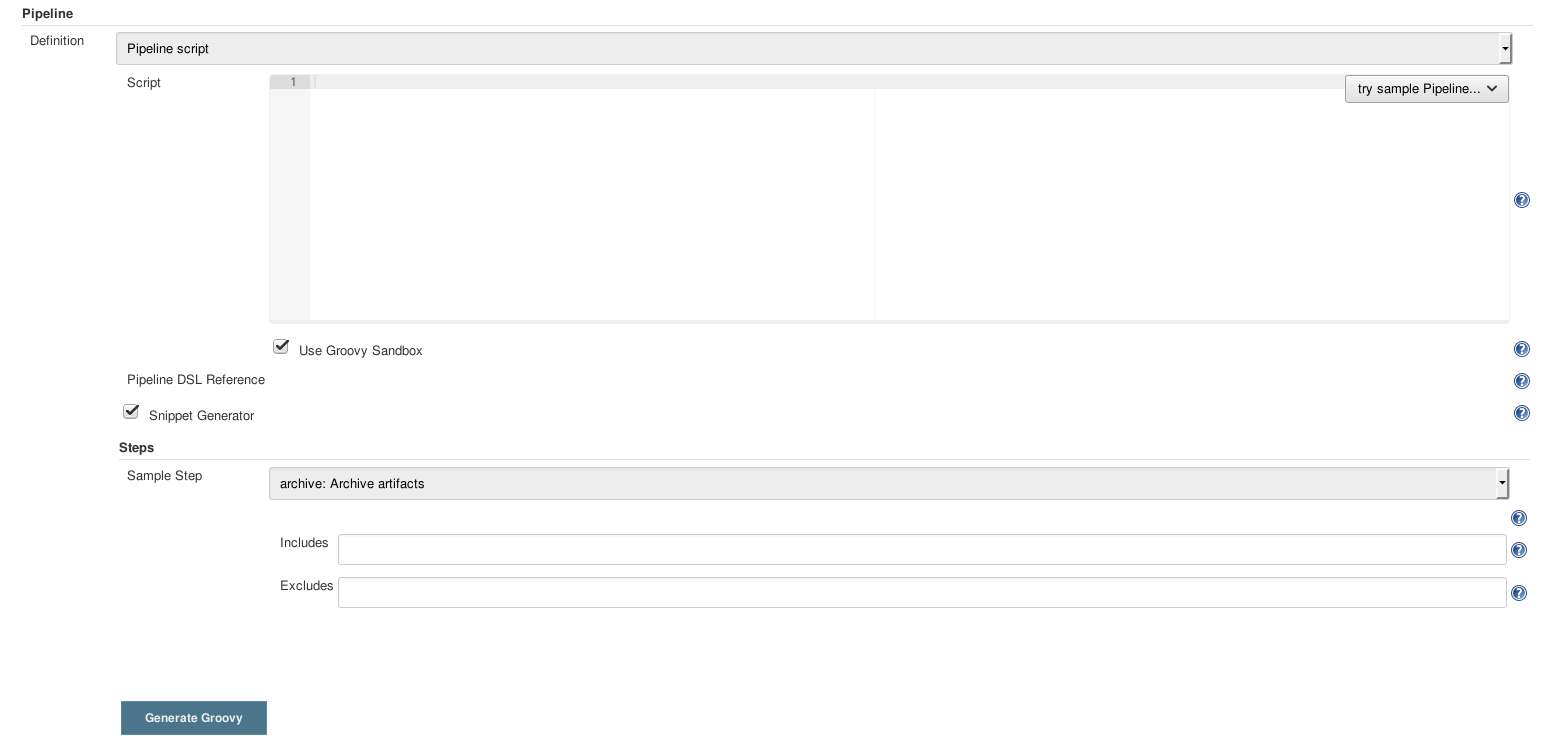 Pipeline
Definition
Pipeline script
Script
1
try sample Pipeline...
?
Use Groovy Sandbox
?
Pipeline DSL Reference
?
Snippet Generator
?
Steps
Sample Step
archive: Archive artifacts
?
Includes
?
Excludes
?
Generate Groovy